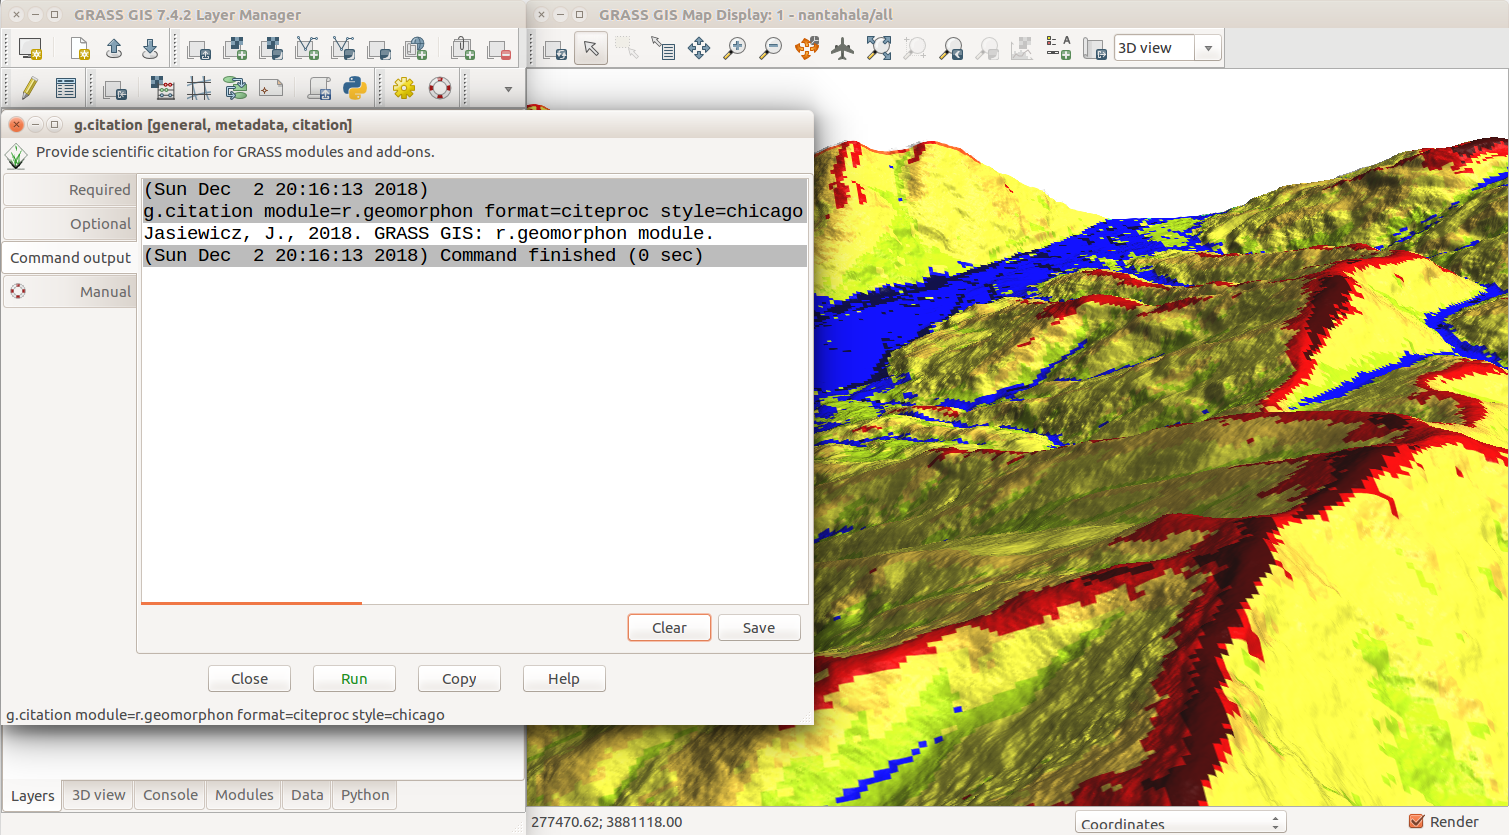 GRASS GIS 7.4.2 Layer Manager
GRASS GIS Map Display: 1 - nantahala/all
3D view
g.citation [general, metadata, citation]
Provide scientific citation for GRASS modules and add-ons.
Required
Optional
Command output
Manual
(Sun Dec  2 20:16:13 2018)
g.citation module=r.geomorphon format=citeproc style=chicago
Jasiewicz, J., 2018. GRASS GIS: r.geomorphon module.
(Sun Dec  2 20:16:13 2018) Command finished (0 sec)
Clear
Save
Close
Run
Copy
Help
g.citation module=r.geomorphon format=citeproc style=chicago
Layers
3D view
Console
Modules
Data
Python
277470.62; 3881118.00
Coordinates
Render